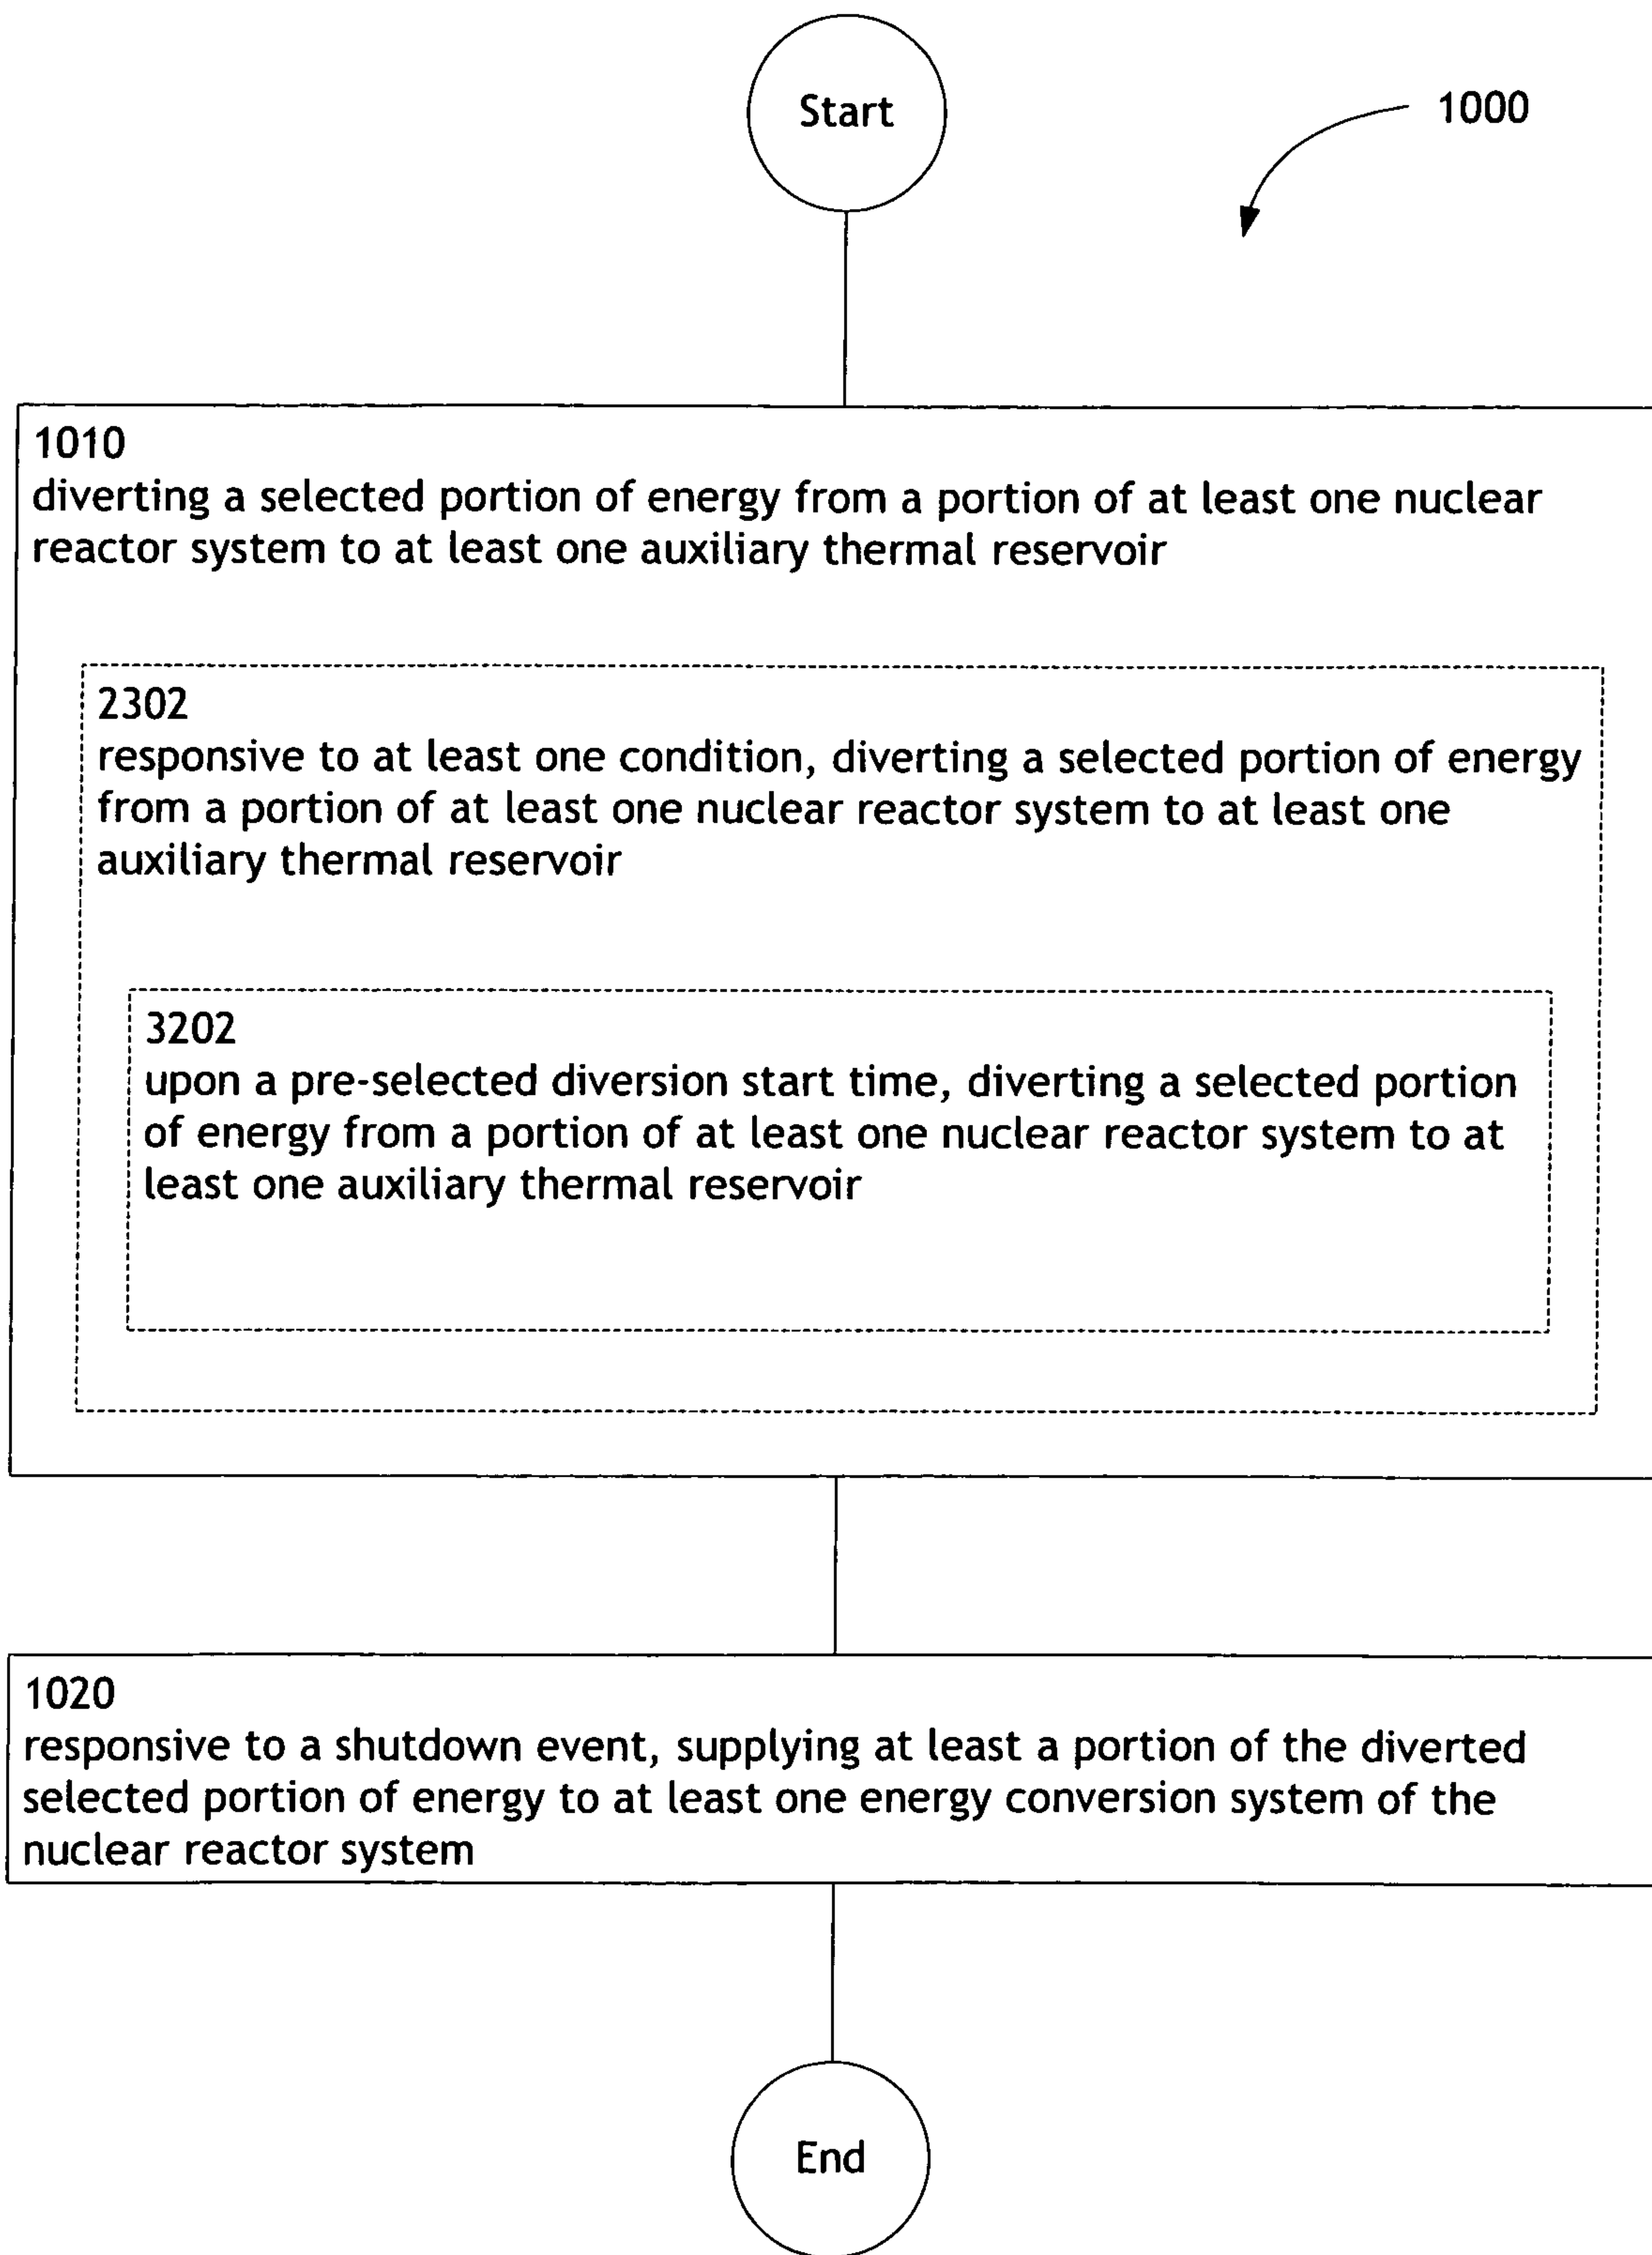 Start
1000
1010
diverting a selected portion of energy from a portion of at least one nuclear
reactor system to at least one auxiliary thermal reservoir
2302
responsive to at least one condition, diverting a selected portion of energy
from a portion of at least one nuclear reactor system to at least one
auxiliary thermal reservoir
3202
upon a pre-selected diversion start time, diverting a selected portion
of energy from a portion of at least one nuclear reactor system to at
least one auxiliary thermal reservoir
1020
responsive to a shutdown event, supplying at least a portion of the diverted
selected portion of energy to at least one energy conversion system of the
nuclear reactor system
End